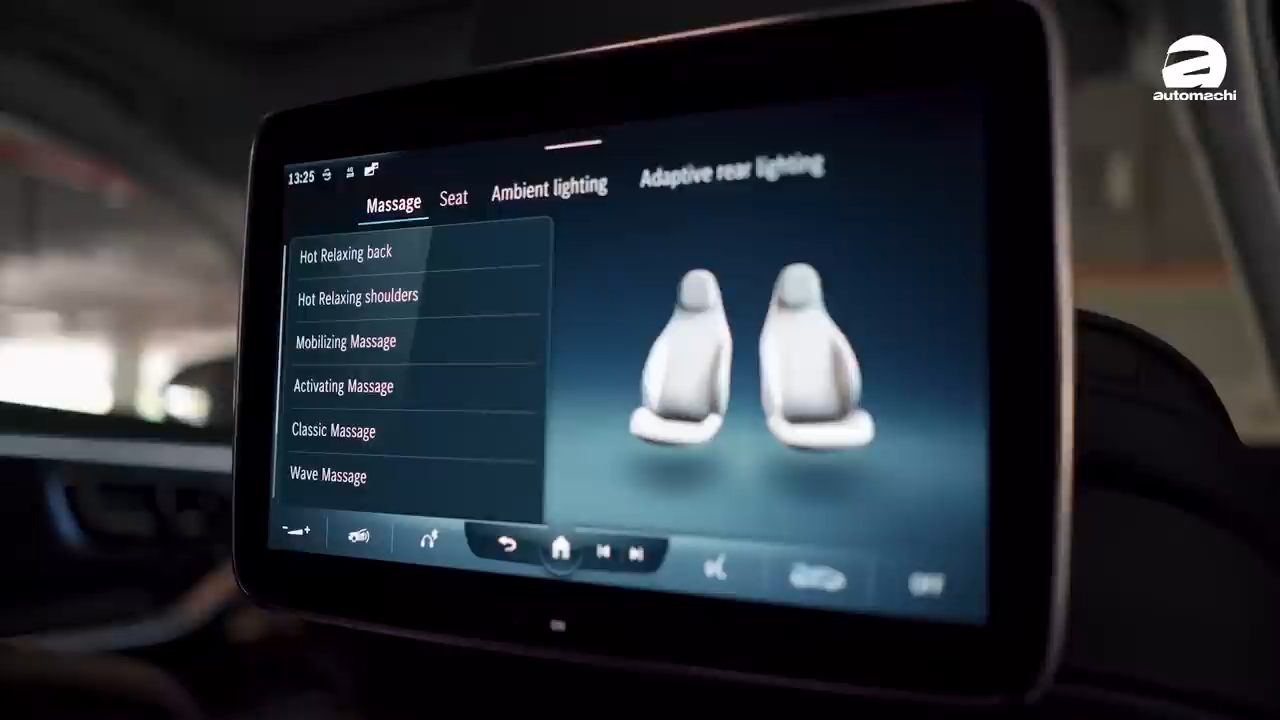 automachi
13:25
Massage Seat Ambient lighting Adaptive rear lighting
Hot Relaxing back
Hot Relaxing shoulders
Mobilizing Massage
Activating Massage
Classic Massage
Wave Massage